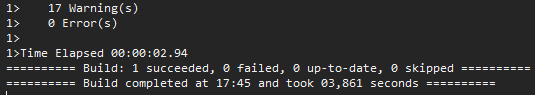 1>    17 Warning(s)
1>    0 Error(s)
1>
1>Time Elapsed 00:00:02.94
========== Build: 1 succeeded, 0 failed, 0 up-to-date, 0 skipped ==========
========== Build completed at 17:45 and took 03,861 seconds ==========